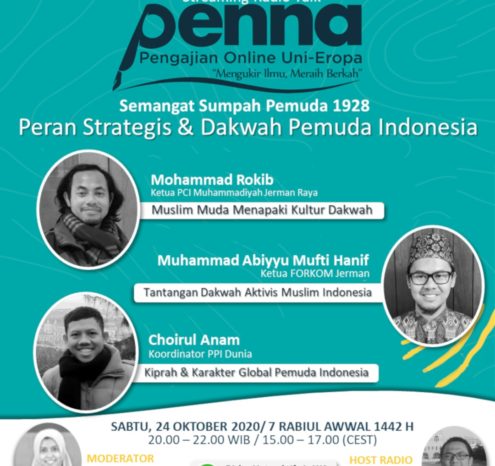 Streaming Radio Talk
penna
Pengajian Online Uni-Eropa
"Mengukir Ilmu, Meraih Berkah"
Semangat Sumpah Pemuda 1928
Peran Strategis & Dakwah Pemuda Indonesia
Mohammad Rokib
Ketua PCI Muhammadiyah Jerman Raya
Muslim Muda Menapaki Kultur Dakwah
Muhammad Abiyyu Mufti Hanif
Ketua FORKOM Jerman
Tantangan Dakwah Aktivis Muslim Indonesia
Choirul Anam
Koordinator PPI Dunia
Kiprah & Karakter Global Pemuda Indonesia
SABTU, 24 OKTOBER 2020/ 7 RABIUL AWWAL 1442 H
20.00 – 22.00 WIB / 15.00 – 17.00 (CEST)
MODERATOR
HOST RADIO